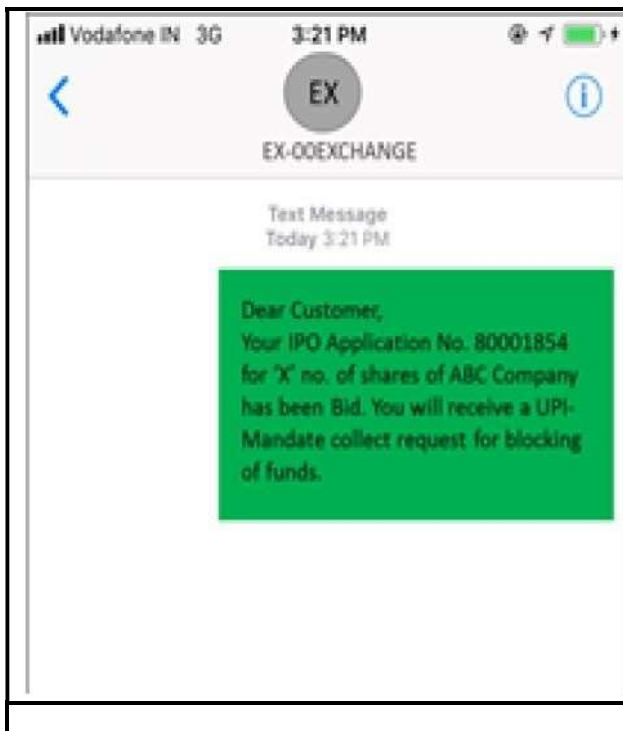 Vodafone IN 3G 3:21 PM
EX
EX-00EXCHANGE
Text Message
Today 3:21 PM
Dear Customer,
Your IPO Application No. 80001854
for 'X' no. of shares of ABC Company
has been Bid. You will receive a UPI-
Mandate collect request for blocking
of funds.